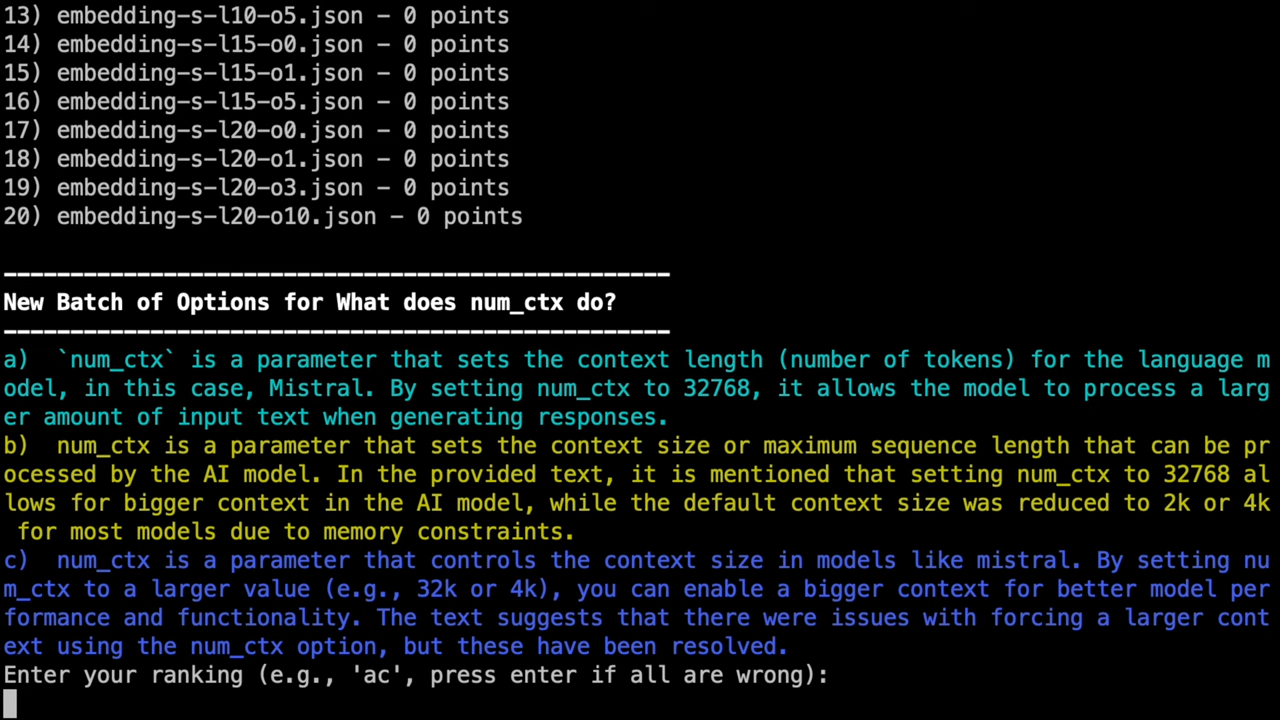 13) embedding-s-l10-o5.json – 0 points
14) embedding-s-l15-o0.json – 0 points
15) embedding-s-l15-o1.json – 0 points
16) embedding-s-l15-o5.json – 0 points
17) embedding-s-l20-o0.json – 0 points
18) embedding-s-l20-o1.json – 0 points
19) embedding-s-l20-o3.json – 0 points
20) embedding-s-l20-o10.json – 0 points
--------------------------------------------------
New Batch of Options for What does num_ctx do?
--------------------------------------------------
a)  `num_ctx` is a parameter that sets the context length (number of tokens) for the language m
odel, in this case, Mistral. By setting num_ctx to 32768, it allows the model to process a larg
er amount of input text when generating responses.
b)  num_ctx is a parameter that sets the context size or maximum sequence length that can be pr
ocessed by the AI model. In the provided text, it is mentioned that setting num_ctx to 32768 al
lows for bigger context in the AI model, while the default context size was reduced to 2k or 4k
 for most models due to memory constraints.
c)  num_ctx is a parameter that controls the context size in models like mistral. By setting nu
m_ctx to a larger value (e.g., 32k or 4k), you can enable a bigger context for better model per
formance and functionality. The text suggests that there were issues with forcing a larger cont
ext using the num_ctx option, but these have been resolved.
Enter your ranking (e.g., 'ac', press enter if all are wrong):